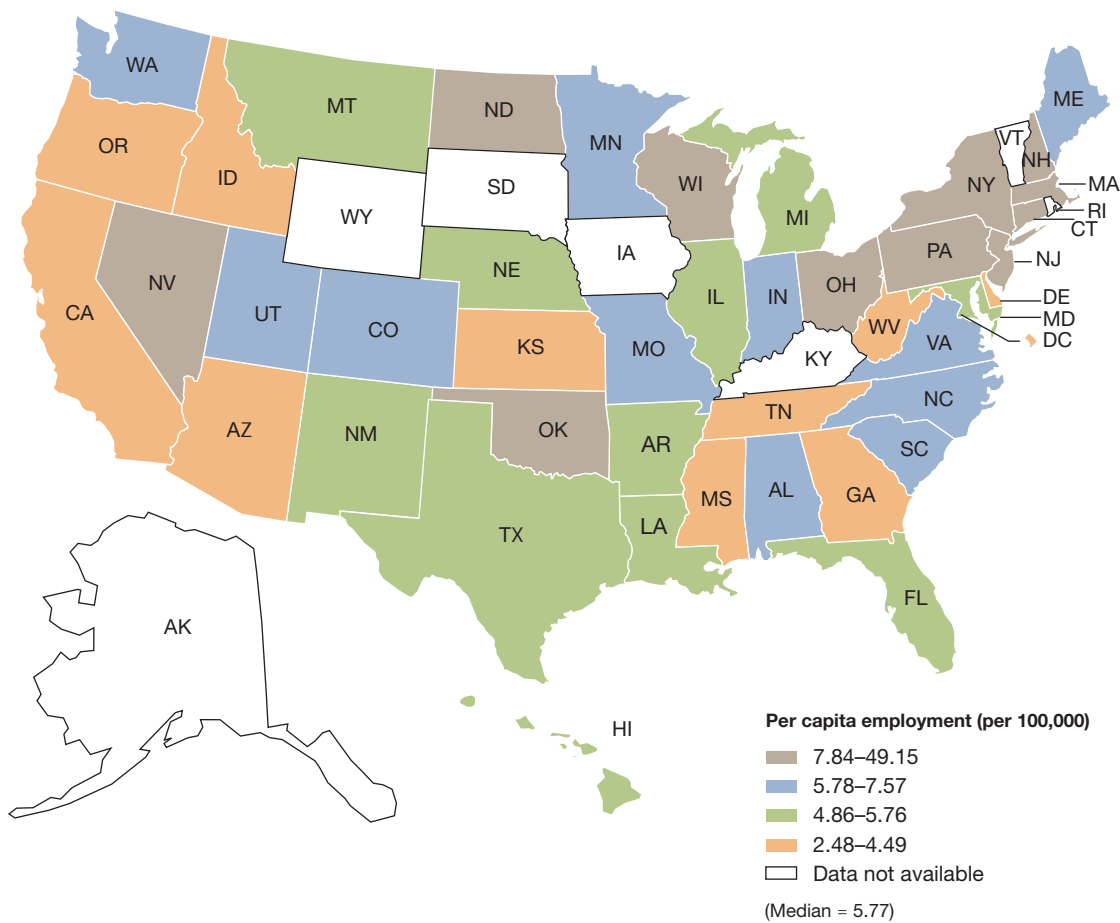 WA
ME
MT
ND
MN
VT
OR
NH
ID
SD
WI
NY
MA
WY
MI
RI
CT
IA
PA
NE
NJ
NV
OH
IL
IN
DE
UT
WV
MD
CA
CO
DC
VA
KS
MO
KY
NC
TN
AZ
OK
NM
AR
SC
MS
AL
GA
LA
TX
FL
AK
HI
Per capita employment (per 100,000)
7.84–49.15
5.78–7.57
4.86–5.76
2.48–4.49
Data not available
(Median = 5.77)